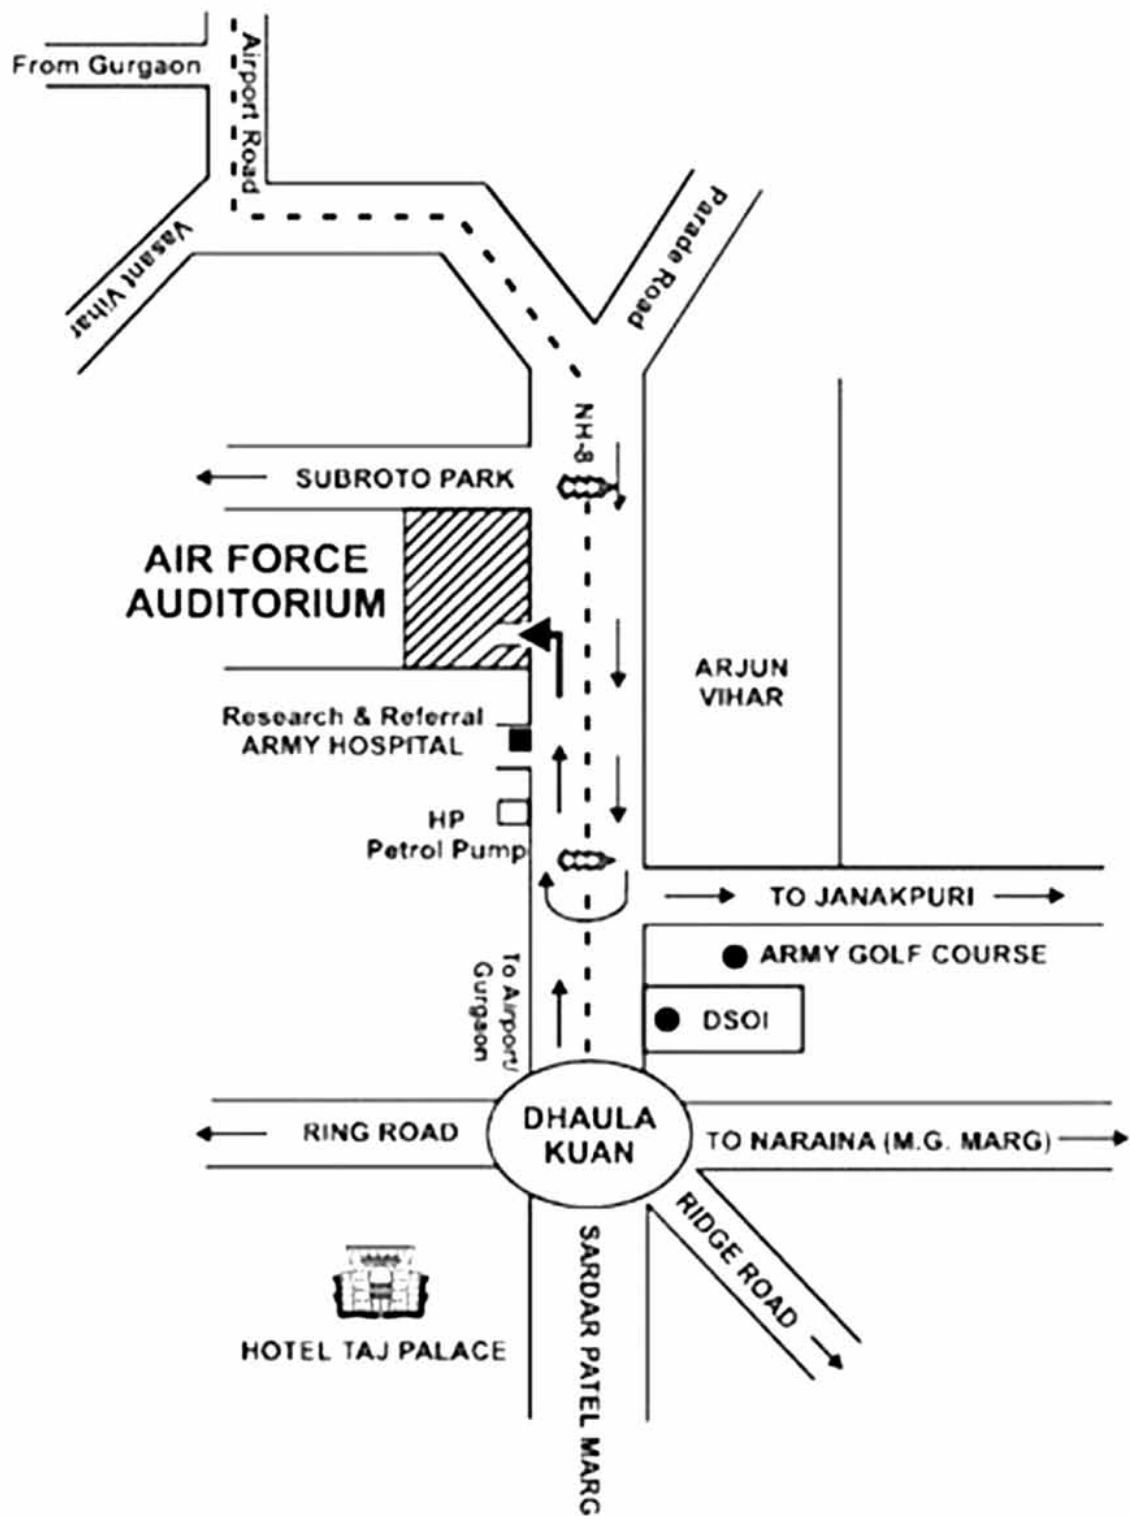 From Gurgaon
Airport Road
Vasant Vihar
Parade Road
NH-8
SUBROTO PARK
AIR FORCE
AUDITORIUM
ARJUN
VIHAR
Research & Referral
ARMY HOSPITAL
HP
Petrol Pump
TO JANAKPURI
ARMY GOLF COURSE
To Airport/
Gurgaon
DSOI
DHAULA
KUAN
RING ROAD
TO NARAINA (M.G. MARG)
RIDGE ROAD
SARDAR PATEL MARG
HOTEL TAJ PALACE